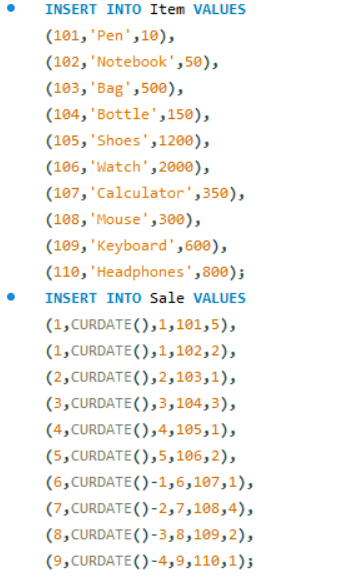 INSERT INTO Item VALUES
(101,'Pen',10),
(102,'Notebook',50),
(103,'Bag',500),
(104,'Bottle',150),
(105,'Shoes',1200),
(106,'Watch',2000),
(107,'Calculator',350),
(108,'Mouse',300),
(109,'Keyboard',600),
(110,'Headphones',800);
INSERT INTO Sale VALUES
(1,CURDATE(),1,101,5),
(1,CURDATE(),1,102,2),
(2,CURDATE(),2,103,1),
(3,CURDATE(),3,104,3),
(4,CURDATE(),4,105,1),
(5,CURDATE(),5,106,2),
(6,CURDATE()-1,6,107,1),
(7,CURDATE()-2,7,108,4),
(8,CURDATE()-3,8,109,2),
(9,CURDATE()-4,9,110,1);